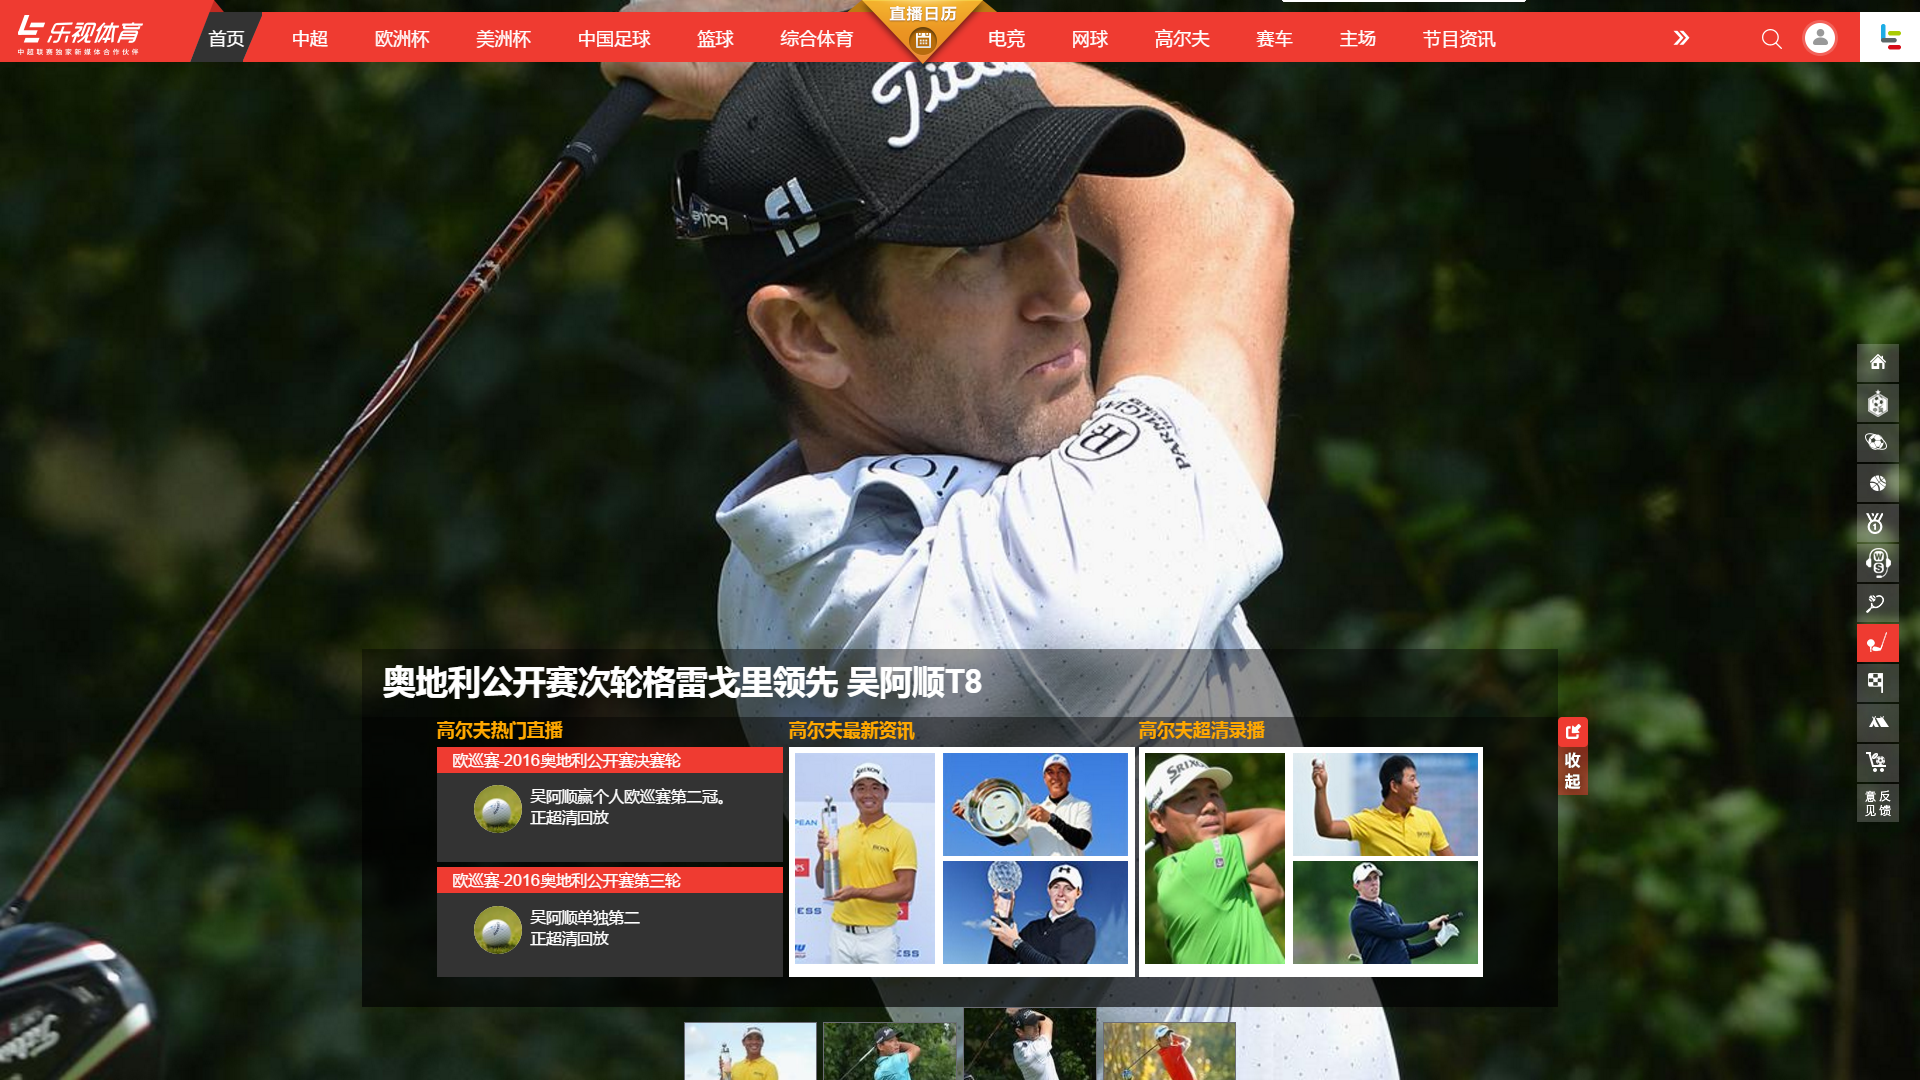 乐视体育
中超联赛独家新媒体合作伙伴
首页
中超
欧洲杯
美洲杯
中国足球
篮球
综合体育
直播日历
电竞
网球
高尔夫
赛车
主场
节目资讯
Titleist
bollé
PARMIGIANI
奥地利公开赛次轮格雷戈里领先 吴阿顺T8
高尔夫热门直播
高尔夫最新资讯
高尔夫超清录播
欧巡赛-2016奥地利公开赛决赛轮
吴阿顺赢个人欧巡赛第二冠。
正超清回放
欧巡赛-2016奥地利公开赛第三轮
吴阿顺单独第二
正超清回放
SRIXON
BOSS
SRIXON
收
起
意反
见馈